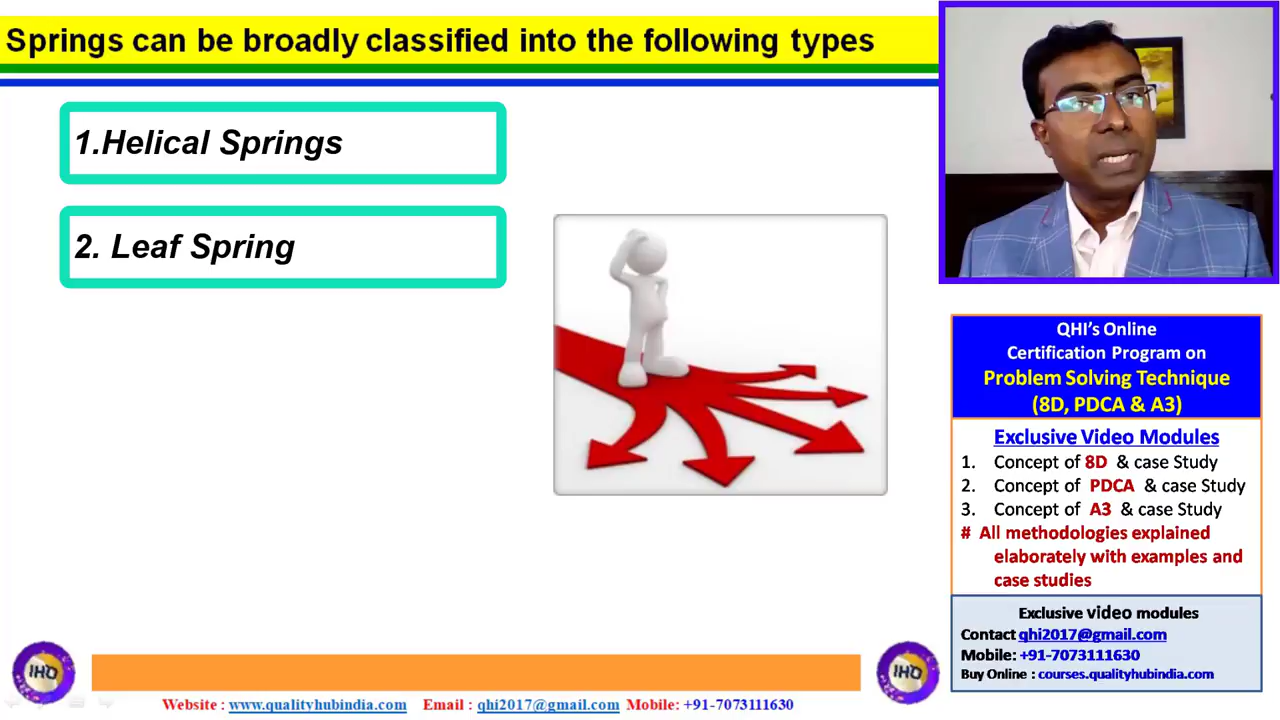 Springs can be broadly classified into the following types
1.Helical Springs
2. Leaf Spring
QHI's Online
Certification Program on
Problem Solving Technique
(8D, PDCA & A3)
Exclusive Video Modules
1. Concept of 8D & case Study
2. Concept of PDCA & case Study
3. Concept of A3 & case Study
# All methodologies explained
elaborately with examples and
case studies
Exclusive video modules
Contact qhi2017@gmail.com
Mobile: +91-7073111630
Buy Online : courses.qualityhubindia.com
IHQ
IHQ
Website : www.qualityhubindia.com Email : qhi2017@gmail.com Mobile: +91-7073111630